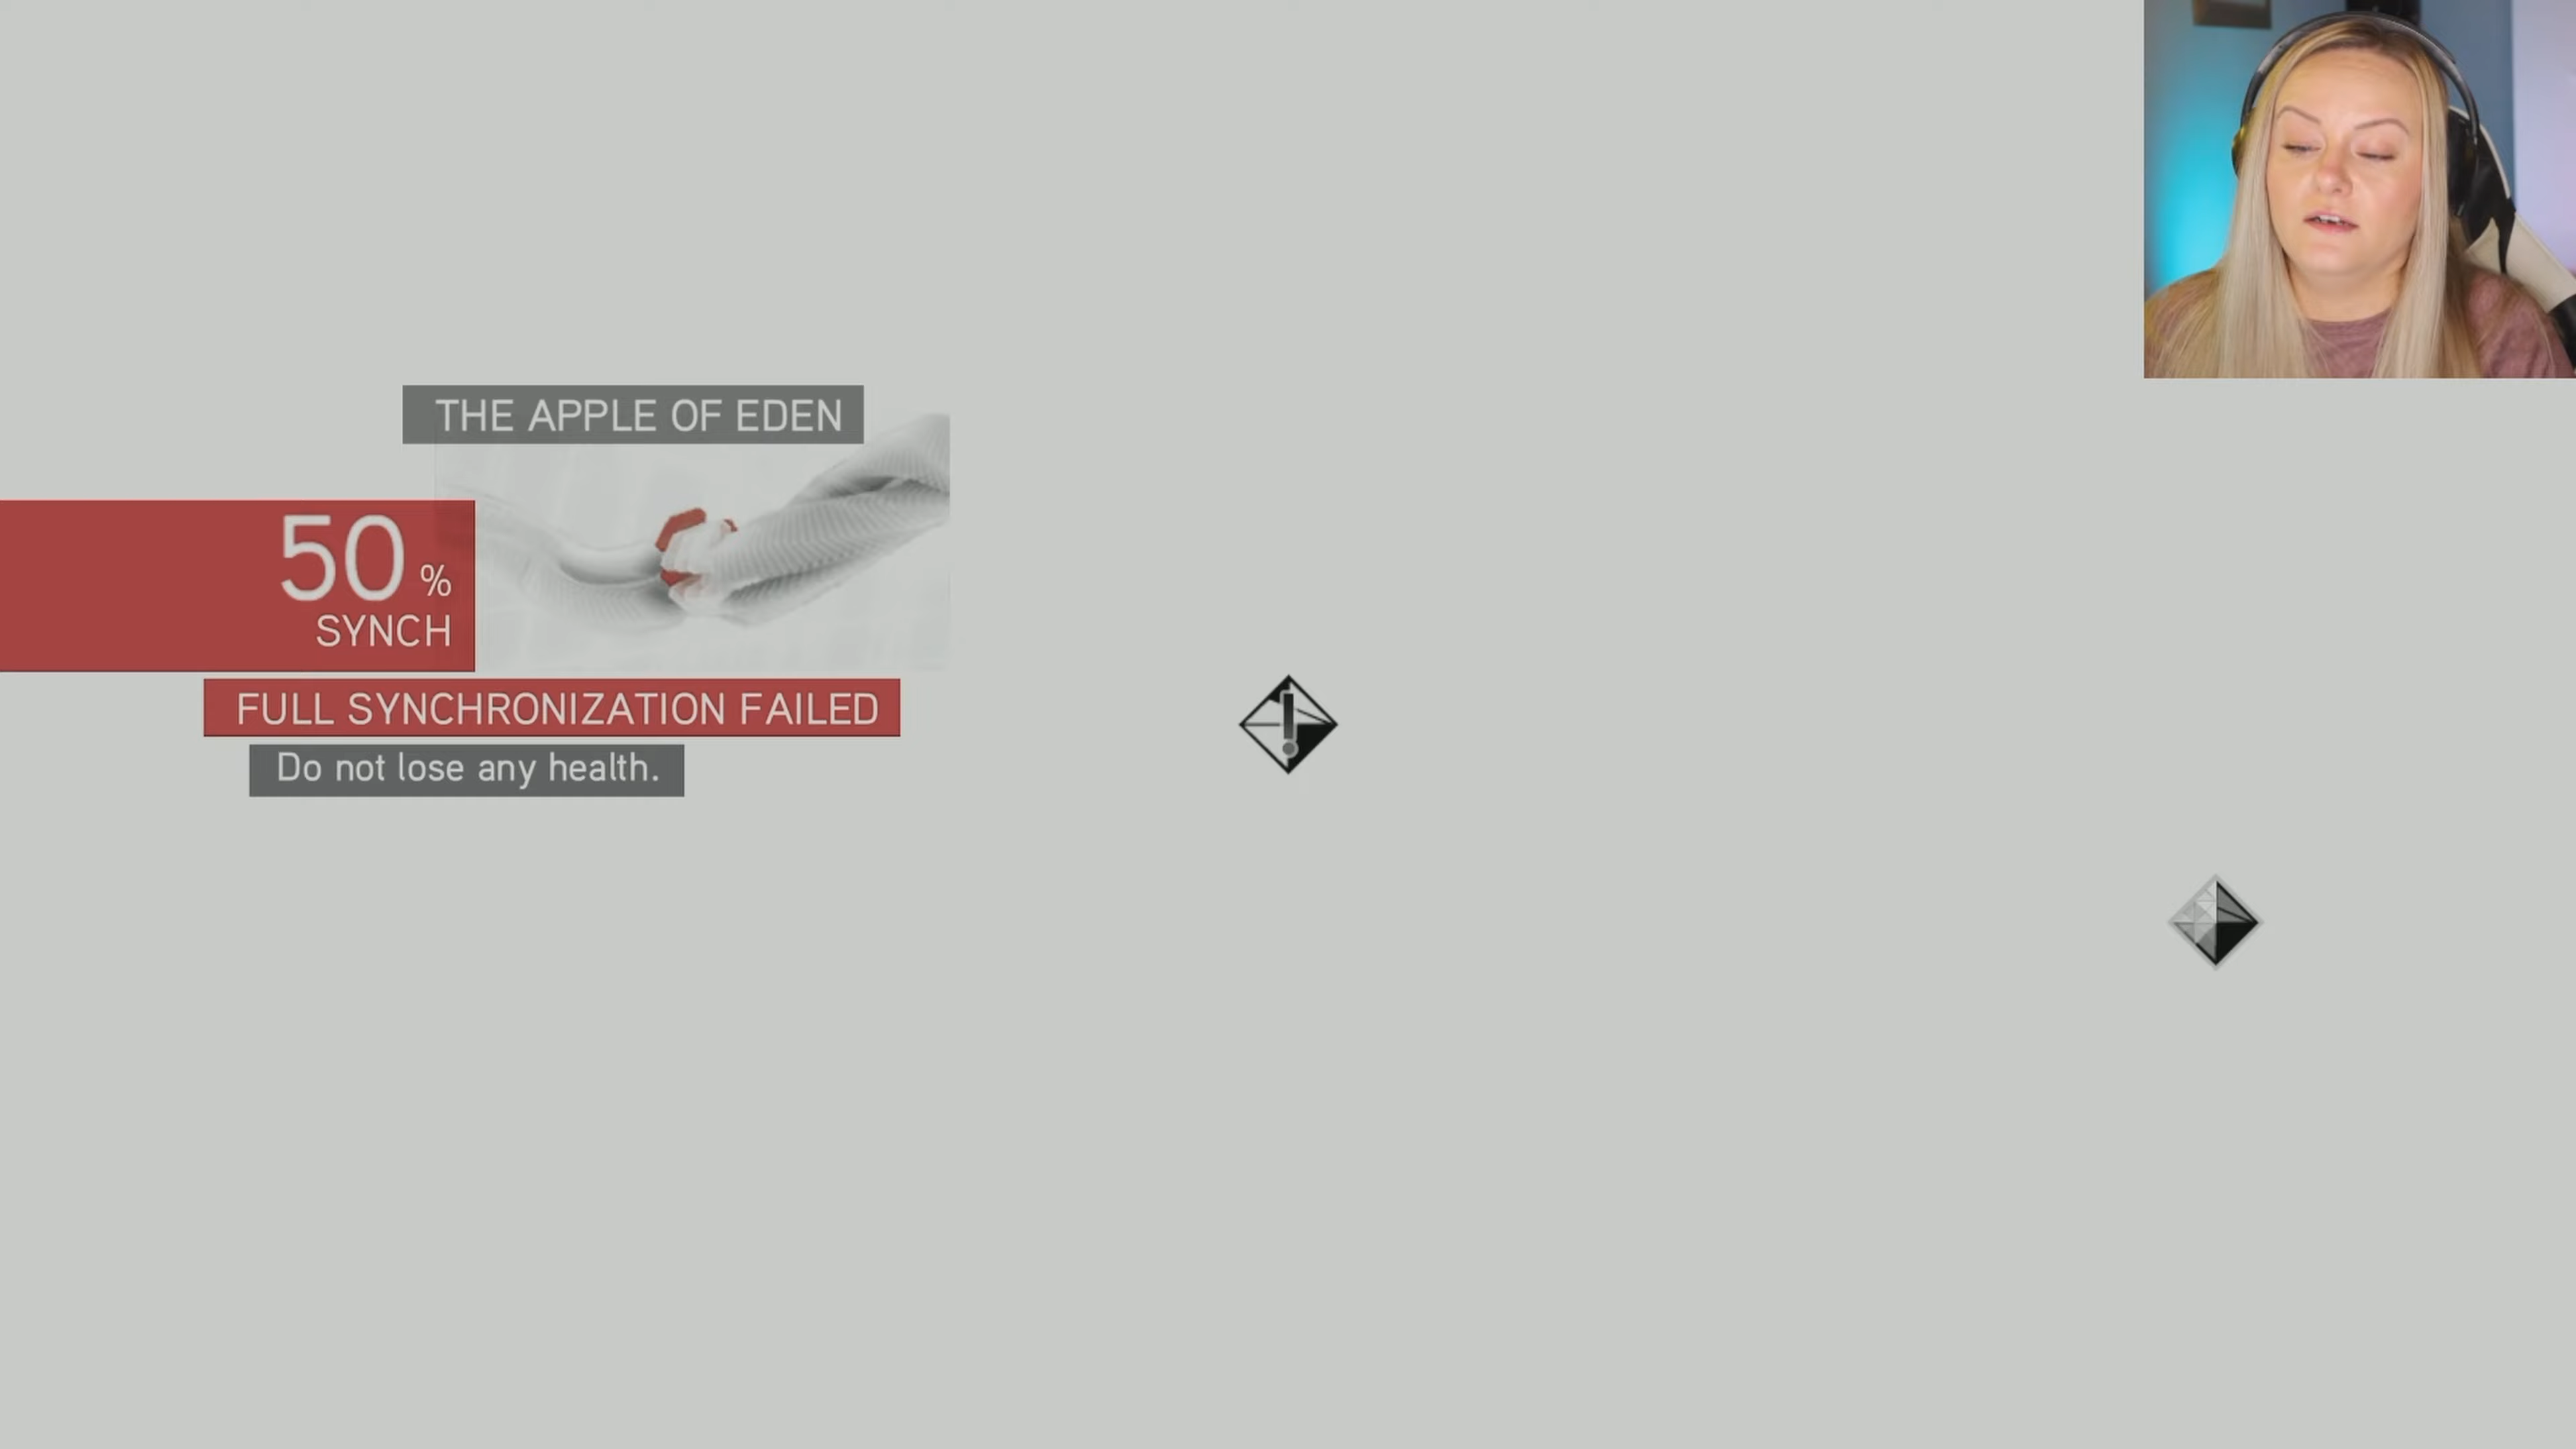 THE APPLE OF EDEN
50 %
SYNCH
FULL SYNCHRONIZATION FAILED
Do not lose any health.